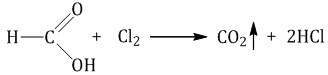 O
H—C + Cl₂ ⟶ CO₂↑ + 2HCl
OH